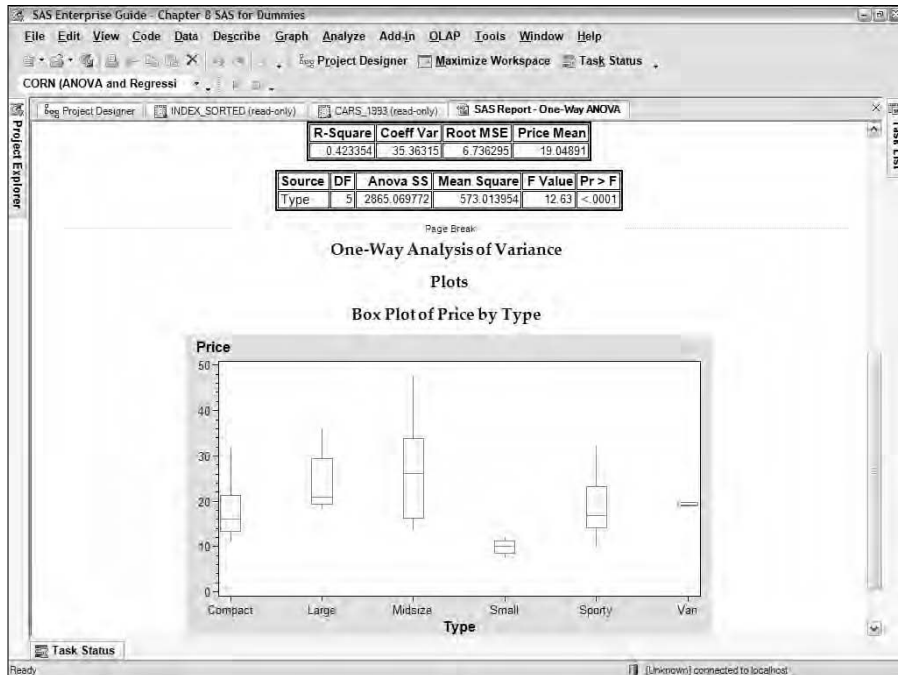 SAS Enterprise Guide - Chapter 8 SAS for Dummies
File Edit View Code Data Describe Graph Analyze Add-In OLAP Tools Window Help
Project Designer Maximize Workspace Task Status
CORN (ANOVA and Regressi
Project Designer INDEX_SORTED (read-only) CARS_1993 (read-only) SAS Report - One-Way ANOVA
Project Explorer
Task List
R-Square Coeff Var Root MSE Price Mean
0.423354 35.36315 6.736295 19.04891
Source DF Anova SS Mean Square F Value Pr > F
Type 5 2865.069772 573.013954 12.63 <.0001
Page Break
One-Way Analysis of Variance
Plots
Box Plot of Price by Type
Price
50
40
30
20
10
0
Compact Large Midsize Small Sporty Van
Type
Task Status
Ready [Unknown] connected to localhost